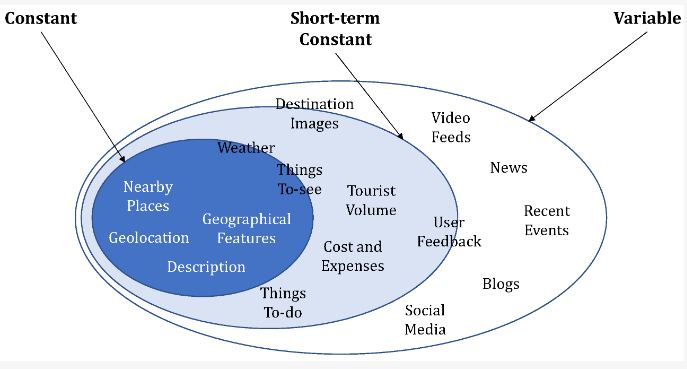 Constant
Short-term
Constant
Variable
Destination
Images
Video
Feeds
Weather
News
Things
To-see
Nearby
Places
Tourist
Volume
Geographical
Features
User
Feedback
Recent
Events
Geolocation
Cost and
Expenses
Description
Blogs
Things
To-do
Social
Media